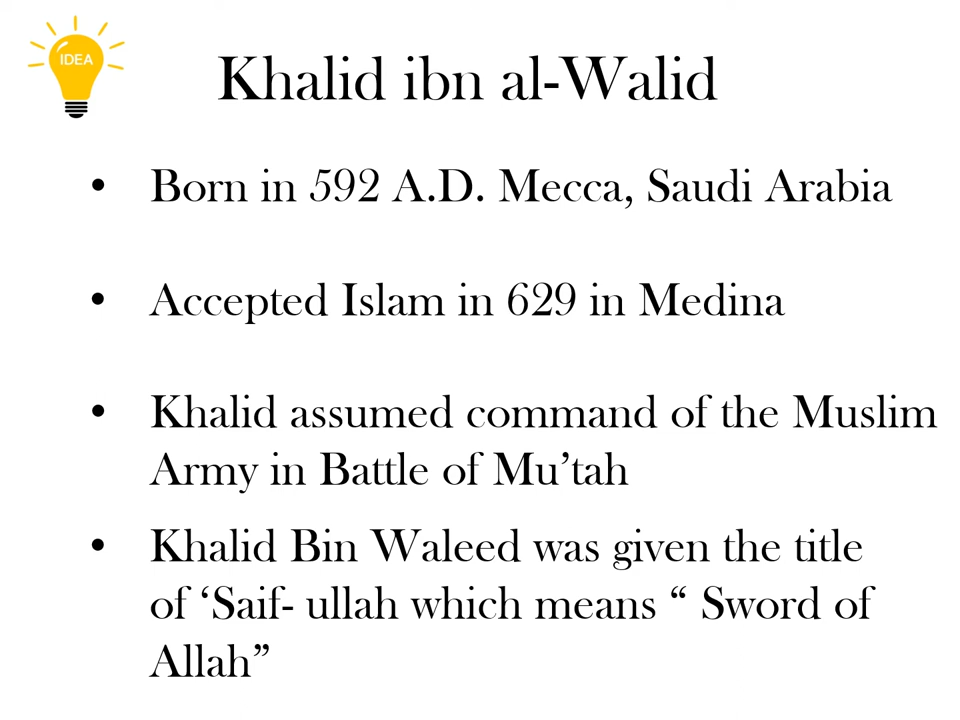 IDEA
Khalid ibn al-Walid
• Born in 592 A.D. Mecca, Saudi Arabia
• Accepted Islam in 629 in Medina
• Khalid assumed command of the Muslim
Army in Battle of Mu’tah
• Khalid Bin Waleed was given the title
of ‘Saif- ullah which means “ Sword of
Allah”